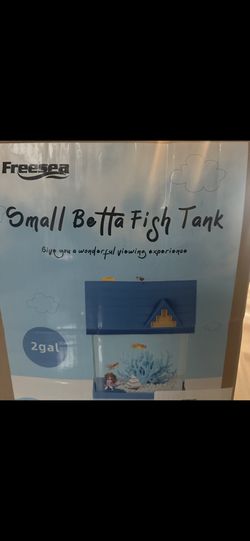 Freesea
Small Betta Fish Tank
Give you a wonderful viewing experience
2gal